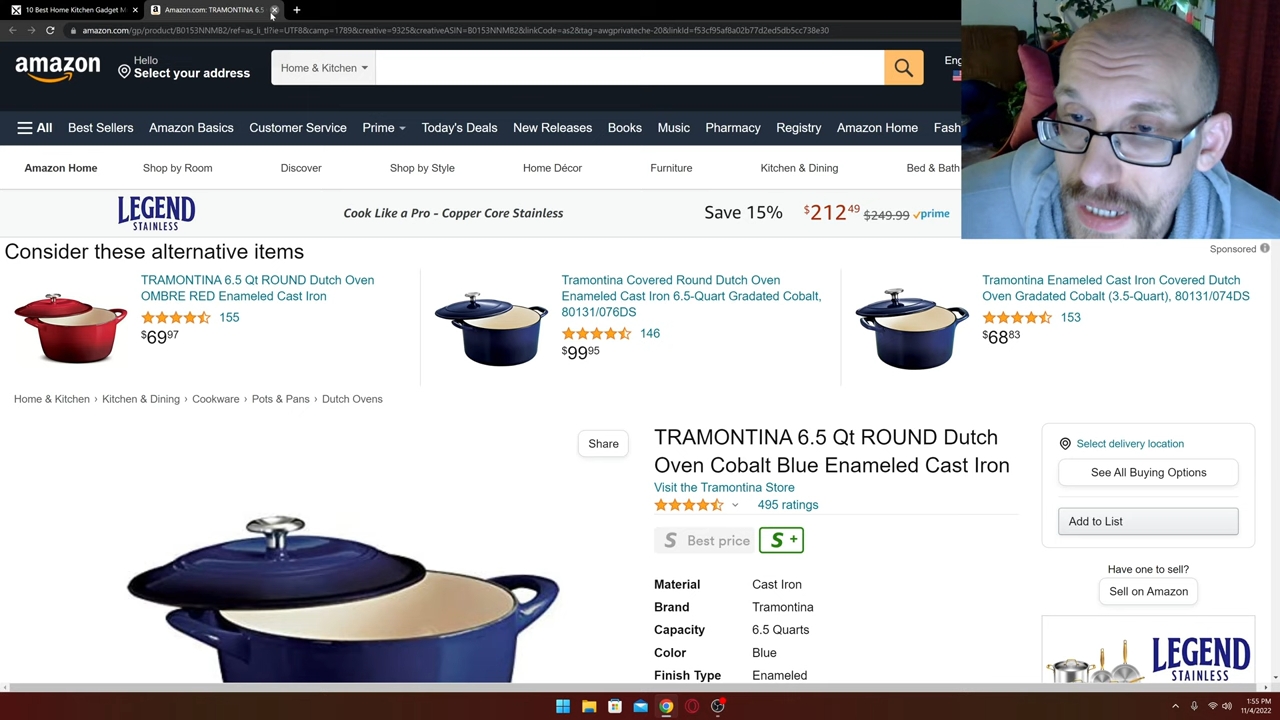 10 Best Home Kitchen Gadget M
Amazon.com: TRAMONTINA 6.5
amazon.com/gp/product/B0153NNMB2/ref=as_li_tl?ie=UTF8&camp=1789&creative=9325&creativeASIN=B0153NNMB2&linkCode=as2&tag=awgprivateche-20&linkId=f53cf95af8a02b77d2ed5db5cc738e30
amazon
Hello
Select your address
Home & Kitchen
Eng
All
Best Sellers
Amazon Basics
Customer Service
Prime
Today's Deals
New Releases
Books
Music
Pharmacy
Registry
Amazon Home
Fash
Amazon Home
Shop by Room
Discover
Shop by Style
Home Décor
Furniture
Kitchen & Dining
Bed & Bath
LEGEND
STAINLESS
Cook Like a Pro - Copper Core Stainless
Save 15%
$212 49 $249.99 prime
Consider these alternative items
Sponsored
TRAMONTINA 6.5 Qt ROUND Dutch
OMBRE RED Enameled Cast Iron
155
$69 97
Tramontina Covered Round Dutch Oven
Enameled Cast Iron 6.5-Quart Gradated Cobalt,
80131/076DS
146
$99 95
Tramontina Enameled Cast Iron Covered Dutch
Oven Gradated Cobalt (3.5-Quart), 80131/074DS
153
$68 83
Home & Kitchen › Kitchen & Dining › Cookware › Pots & Pans › Dutch Ovens
Share
TRAMONTINA 6.5 Qt ROUND Dutch
Oven Cobalt Blue Enameled Cast Iron
Visit the Tramontina Store
495 ratings
S Best price
S +
Material Cast Iron
Brand Tramontina
Capacity 6.5 Quarts
Color Blue
Finish Type Enameled
Select delivery location
See All Buying Options
Add to List
Have one to sell?
Sell on Amazon
LEGEND
STAINLESS
1:55 PM
11/4/2022